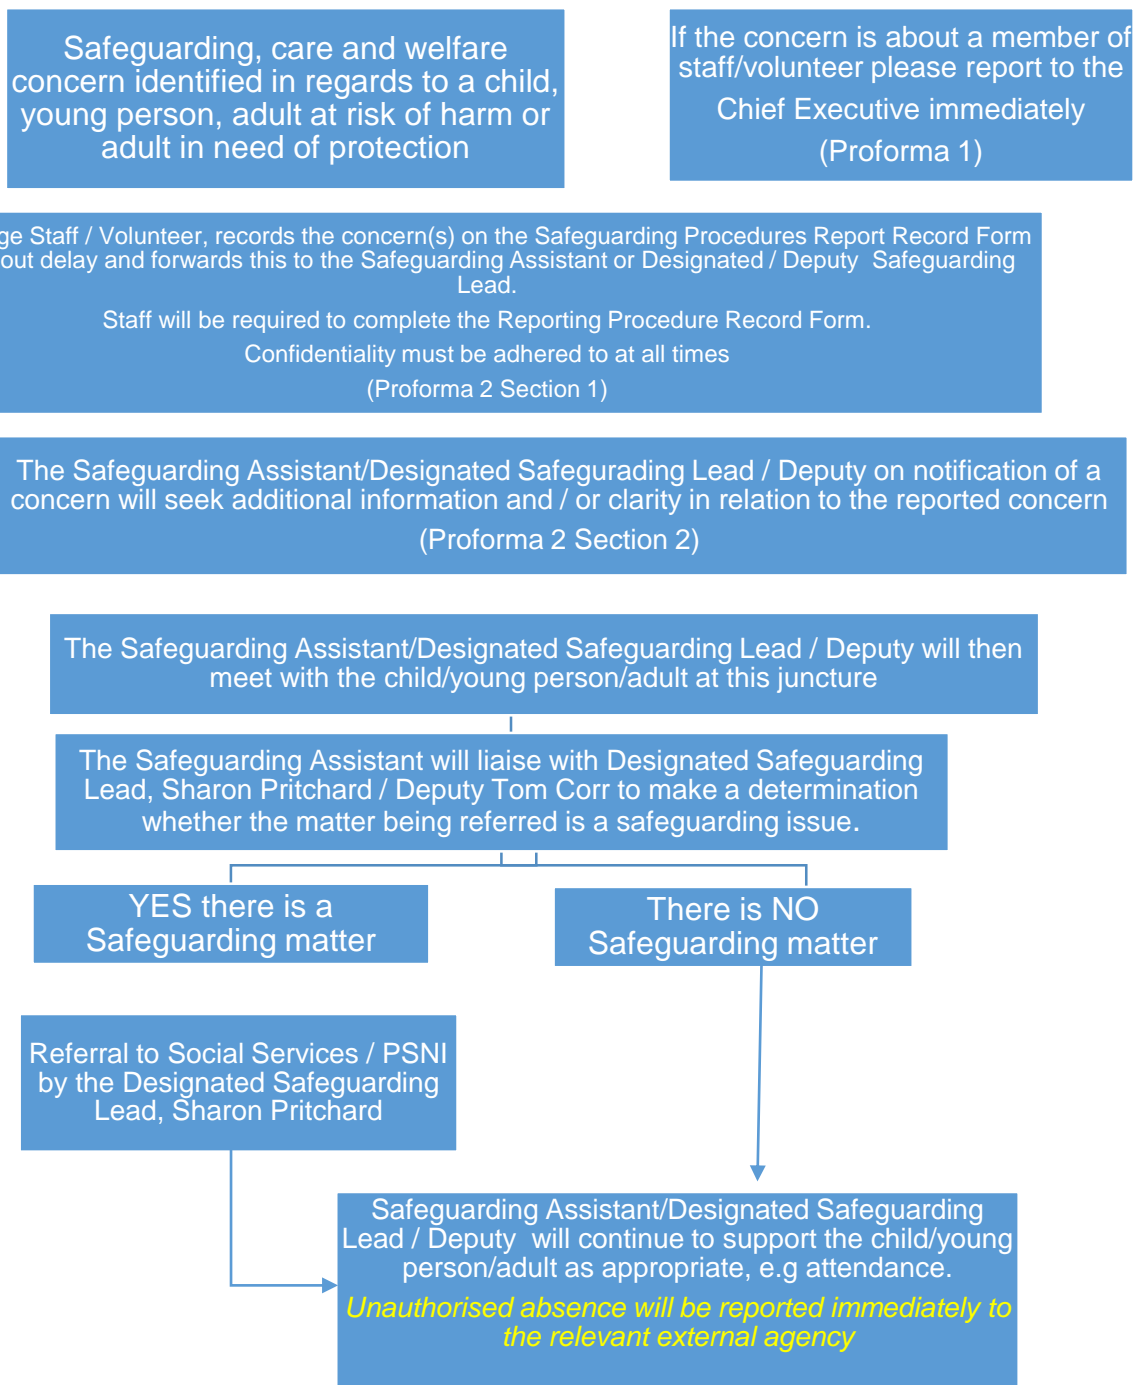 Safeguarding, care and welfare
concern identified in regards to a child,
young person, adult at risk of harm or
adult in need of protection
If the concern is about a member of
staff/volunteer please report to the
Chief Executive immediately
(Proforma 1)
ge Staff / Volunteer, records the concern(s) on the Safeguarding Procedures Report Record Form
out delay and forwards this to the Safeguarding Assistant or Designated / Deputy Safeguarding
Lead.
Staff will be required to complete the Reporting Procedure Record Form.
Confidentiality must be adhered to at all times
(Proforma 2 Section 1)
The Safeguarding Assistant/Designated Safegurading Lead / Deputy on notification of a
concern will seek additional information and / or clarity in relation to the reported concern
(Proforma 2 Section 2)
The Safeguarding Assistant/Designated Safeguarding Lead / Deputy will then
meet with the child/young person/adult at this juncture
The Safeguarding Assistant will liaise with Designated Safeguarding
Lead, Sharon Pritchard / Deputy Tom Corr to make a determination
whether the matter being referred is a safeguarding issue.
YES there is a
Safeguarding matter
There is NO
Safeguarding matter
Referral to Social Services / PSNI
by the Designated Safeguarding
Lead, Sharon Pritchard
Safeguarding Assistant/Designated Safeguarding
Lead / Deputy will continue to support the child/young
person/adult as appropriate, e.g attendance.
Unauthorised absence will be reported immediately to
the relevant external agency